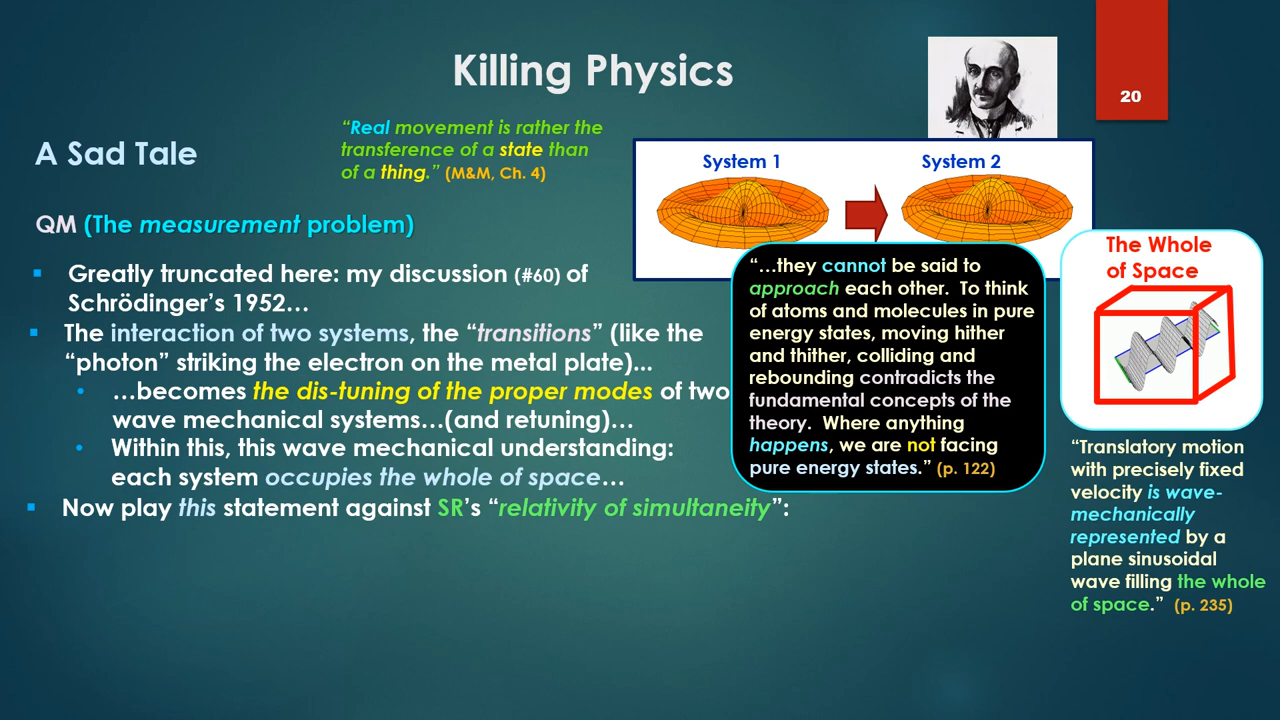 Killing Physics
20
A Sad Tale
“Real movement is rather the
transference of a state than
of a thing.” (M&M, Ch. 4)
System 1
System 2
QM (The measurement problem)
Greatly truncated here: my discussion (#60) of
Schrödinger’s 1952…
The interaction of two systems, the “transitions” (like the
“photon” striking the electron on the metal plate)...
…becomes the dis-tuning of the proper modes of two
wave mechanical systems…(and retuning)…
Within this, this wave mechanical understanding:
each system occupies the whole of space…
Now play this statement against SR’s “relativity of simultaneity”:
“…they cannot be said to
approach each other. To think
of atoms and molecules in pure
energy states, moving hither
and thither, colliding and
rebounding contradicts the
fundamental concepts of the
theory. Where anything
happens, we are not facing
pure energy states.” (p. 122)
The Whole
of Space
“Translatory motion
with precisely fixed
velocity is wave-
mechanically
represented by a
plane sinusoidal
wave filling the whole
of space.” (p. 235)